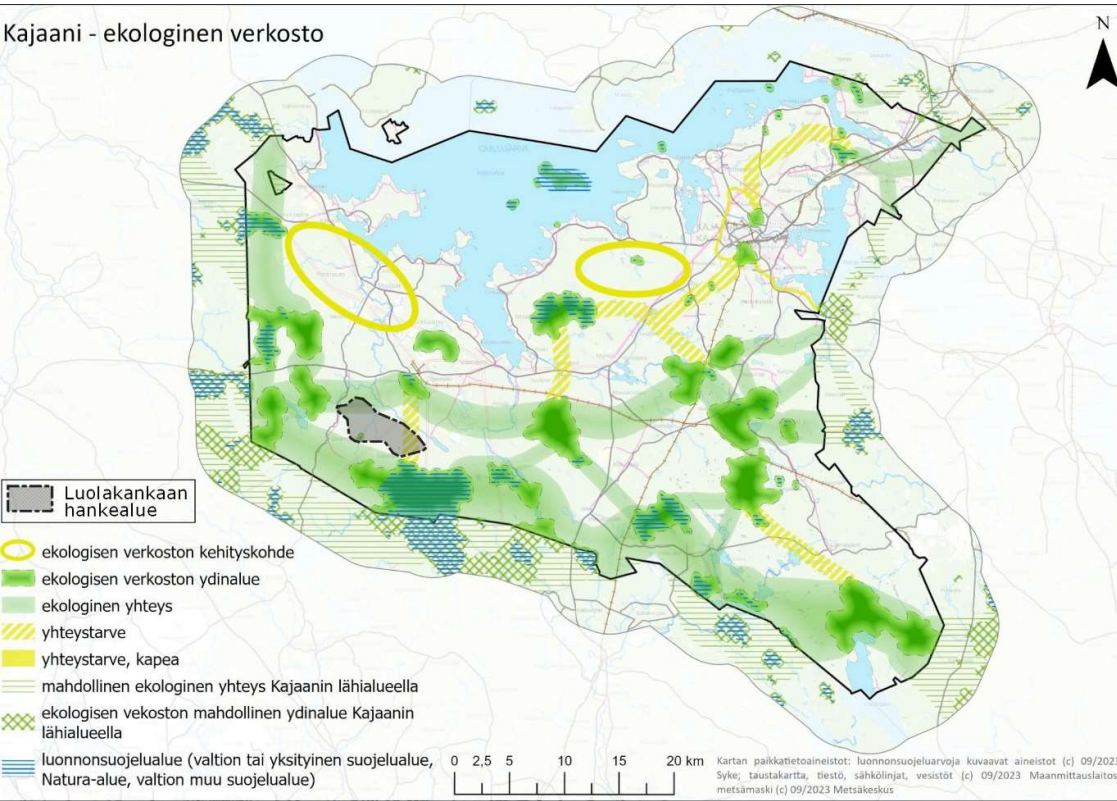 Kajaani - ekologinen verkosto
N
OULUJÄRVI
Luolakankaan
hankealue
ekologisen verkoston kehityskohde
ekologisen verkoston ydinalue
ekologinen yhteys
yhteystarve
yhteystarve, kapea
mahdollinen ekologinen yhteys Kajaanin lähialueella
ekologisen vekoston mahdollinen ydinalue Kajaanin
lähialueella
luonnonsuojelualue (valtion tai yksityinen suojelualue,
Natura-alue, valtion muu suojelualue)
0 2,5 5 10 15 20 km
Kartan paikkatietoaineistot: luonnonsuojeluarvoja kuvaavat aineistot (c) 09/2023
Syke; taustakartta, tiestö, sähkölinjat, vesistöt (c) 09/2023 Maanmittauslaitos
metsämaski (c) 09/2023 Metsäkeskus